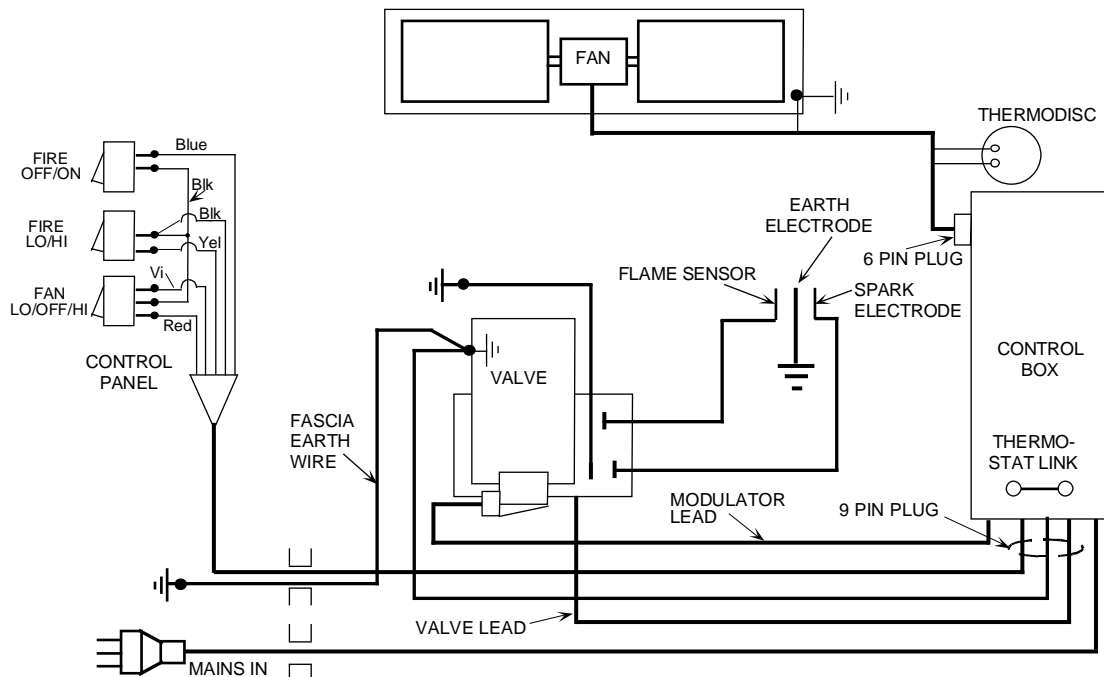 FAN
THERMODISC
Blue
FIRE
OFF/ON
Blk
EARTH
ELECTRODE
FIRE
LO/HI
Blk
Yel
6 PIN PLUG
FLAME SENSOR
SPARK
ELECTRODE
Vi
FAN
LO/OFF/HI
Red
CONTROL
PANEL
VALVE
CONTROL
BOX
FASCIA
EARTH
WIRE
THERMO-
STAT LINK
MODULATOR
LEAD
9 PIN PLUG
VALVE LEAD
MAINS IN